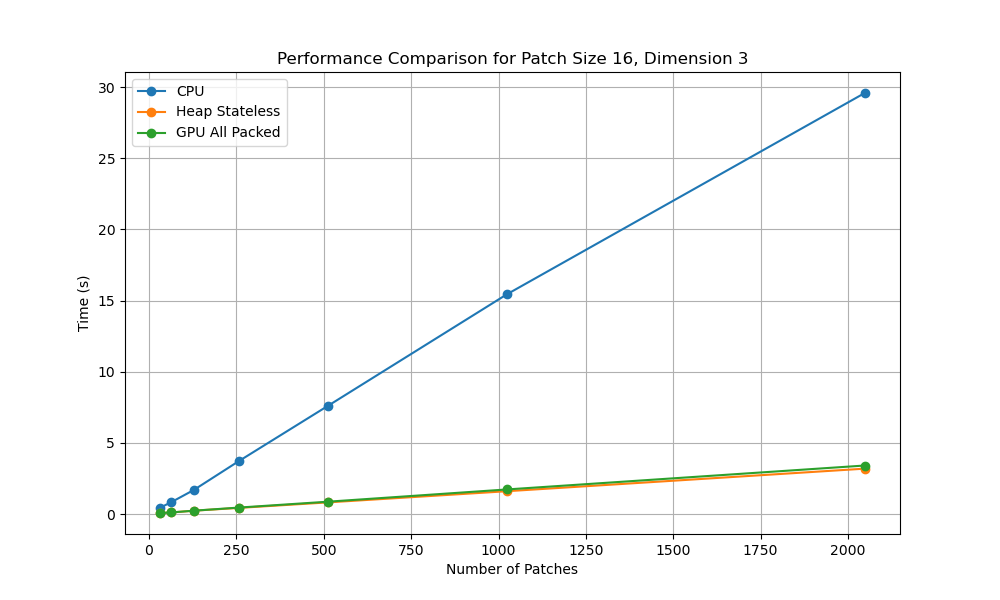 Performance Comparison for Patch Size 16, Dimension 3
CPU
Heap Stateless
GPU All Packed
Time (s)
30
25
20
15
10
5
0
0 250 500 750 1000 1250 1500 1750 2000
Number of Patches